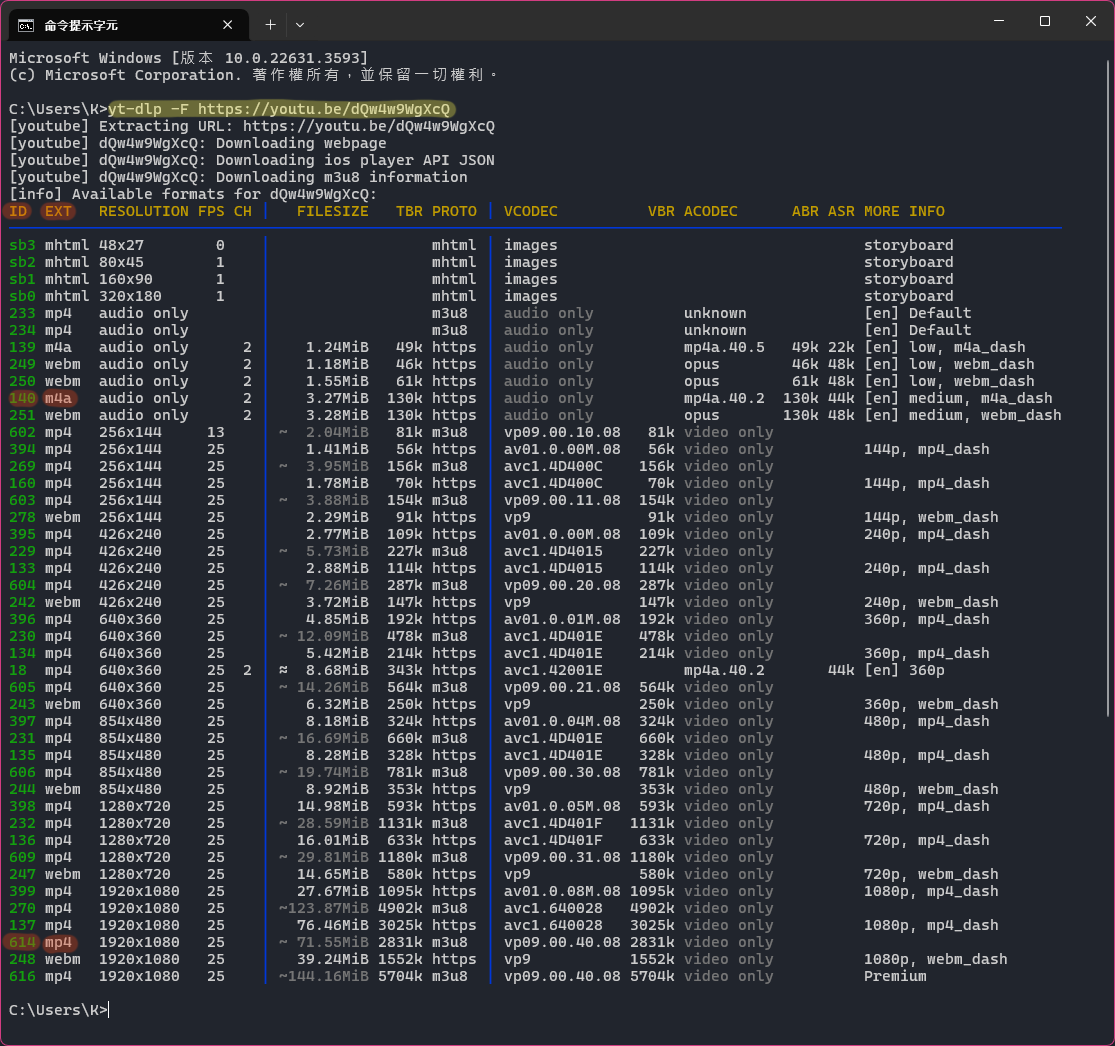 命令提示字元
Microsoft Windows [版本 10.0.22631.3593]
(c) Microsoft Corporation. 著作權所有，並保留一切權利。
C:\Users\K>yt-dlp -F https://youtu.be/dQw4w9WgXcQ
[youtube] Extracting URL: https://youtu.be/dQw4w9WgXcQ
[youtube] dQw4w9WgXcQ: Downloading webpage
[youtube] dQw4w9WgXcQ: Downloading ios player API JSON
[youtube] dQw4w9WgXcQ: Downloading m3u8 information
[info] Available formats for dQw4w9WgXcQ:
ID EXT RESOLUTION FPS CH | FILESIZE TBR PROTO | VCODEC VBR ACODEC ABR ASR MORE INFO
sb3 mhtml 48x27 0 | mhtml | images storyboard
sb2 mhtml 80x45 1 | mhtml | images storyboard
sb1 mhtml 160x90 1 | mhtml | images storyboard
sb0 mhtml 320x180 1 | mhtml | images storyboard
233 mp4 audio only | m3u8 | audio only unknown [en] Default
234 mp4 audio only | m3u8 | audio only unknown [en] Default
139 m4a audio only 2 | 1.24MiB 49k https | audio only mp4a.40.5 49k 22k [en] low, m4a_dash
249 webm audio only 2 | 1.18MiB 46k https | audio only opus 46k 48k [en] low, webm_dash
250 webm audio only 2 | 1.55MiB 61k https | audio only opus 61k 48k [en] low, webm_dash
140 m4a audio only 2 | 3.27MiB 130k https | audio only mp4a.40.2 130k 44k [en] medium, m4a_dash
251 webm audio only 2 | 3.28MiB 130k https | audio only opus 130k 48k [en] medium, webm_dash
602 mp4 256x144 13 | ~ 2.04MiB 81k m3u8 | vp09.00.10.08 81k video only
394 mp4 256x144 25 | 1.41MiB 56k https | av01.0.00M.08 56k video only 144p, mp4_dash
269 mp4 256x144 25 | ~ 3.95MiB 156k m3u8 | avc1.4D400C 156k video only
160 mp4 256x144 25 | 1.78MiB 70k https | avc1.4D400C 70k video only 144p, mp4_dash
603 mp4 256x144 25 | ~ 3.88MiB 154k m3u8 | vp09.00.11.08 154k video only
278 webm 256x144 25 | 2.29MiB 91k https | vp9 91k video only 144p, webm_dash
395 mp4 426x240 25 | 2.77MiB 109k https | av01.0.00M.08 109k video only 240p, mp4_dash
229 mp4 426x240 25 | ~ 5.73MiB 227k m3u8 | avc1.4D4015 227k video only
133 mp4 426x240 25 | 2.88MiB 114k https | avc1.4D4015 114k video only 240p, mp4_dash
604 mp4 426x240 25 | ~ 7.26MiB 287k m3u8 | vp09.00.20.08 287k video only
242 webm 426x240 25 | 3.72MiB 147k https | vp9 147k video only 240p, webm_dash
396 mp4 640x360 25 | 4.85MiB 192k https | av01.0.01M.08 192k video only 360p, mp4_dash
230 mp4 640x360 25 | ~ 12.09MiB 478k m3u8 | avc1.4D401E 478k video only
134 mp4 640x360 25 | 5.42MiB 214k https | avc1.4D401E 214k video only 360p, mp4_dash
18 mp4 640x360 25 2 | ≈ 8.68MiB 343k https | avc1.42001E mp4a.40.2 44k [en] 360p
605 mp4 640x360 25 | ~ 14.26MiB 564k m3u8 | vp09.00.21.08 564k video only
243 webm 640x360 25 | 6.32MiB 250k https | vp9 250k video only 360p, webm_dash
397 mp4 854x480 25 | 8.18MiB 324k https | av01.0.04M.08 324k video only 480p, mp4_dash
231 mp4 854x480 25 | ~ 16.69MiB 660k m3u8 | avc1.4D401E 660k video only
135 mp4 854x480 25 | 8.28MiB 328k https | avc1.4D401E 328k video only 480p, mp4_dash
606 mp4 854x480 25 | ~ 19.74MiB 781k m3u8 | vp09.00.30.08 781k video only
244 webm 854x480 25 | 8.92MiB 353k https | vp9 353k video only 480p, webm_dash
398 mp4 1280x720 25 | 14.98MiB 593k https | av01.0.05M.08 593k video only 720p, mp4_dash
232 mp4 1280x720 25 | ~ 28.59MiB 1131k m3u8 | avc1.4D401F 1131k video only
136 mp4 1280x720 25 | 16.01MiB 633k https | avc1.4D401F 633k video only 720p, mp4_dash
609 mp4 1280x720 25 | ~ 29.81MiB 1180k m3u8 | vp09.00.31.08 1180k video only
247 webm 1280x720 25 | 14.65MiB 580k https | vp9 580k video only 720p, webm_dash
399 mp4 1920x1080 25 | 27.67MiB 1095k https | av01.0.08M.08 1095k video only 1080p, mp4_dash
270 mp4 1920x1080 25 | ~123.87MiB 4902k m3u8 | avc1.640028 4902k video only
137 mp4 1920x1080 25 | 76.46MiB 3025k https | avc1.640028 3025k video only 1080p, mp4_dash
614 mp4 1920x1080 25 | ~ 71.55MiB 2831k m3u8 | vp09.00.40.08 2831k video only
248 webm 1920x1080 25 | 39.24MiB 1552k https | vp9 1552k video only 1080p, webm_dash
616 mp4 1920x1080 25 | ~144.16MiB 5704k m3u8 | vp09.00.40.08 5704k video only Premium
C:\Users\K>